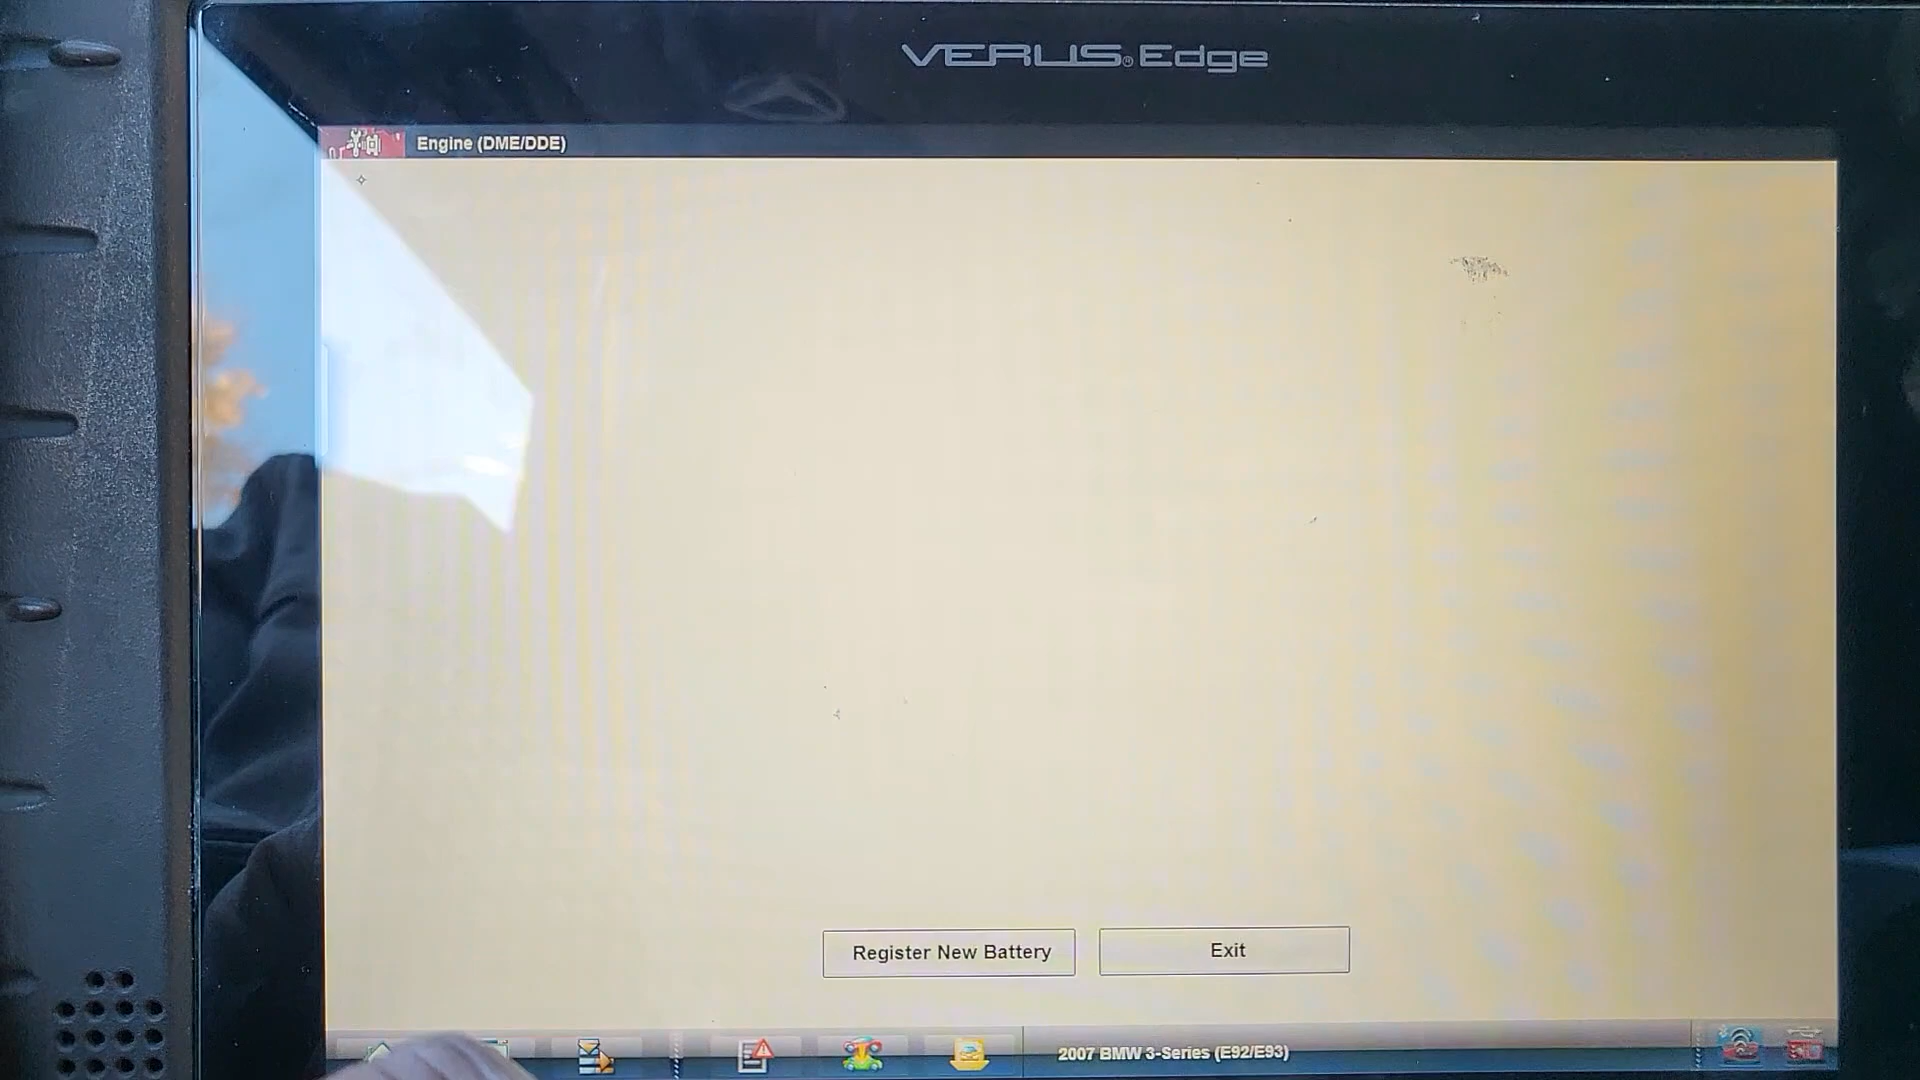 VERUS® Edge
Engine (DME/DDE)
Register New Battery
Exit
2007 BMW 3-Series (E92/E93)